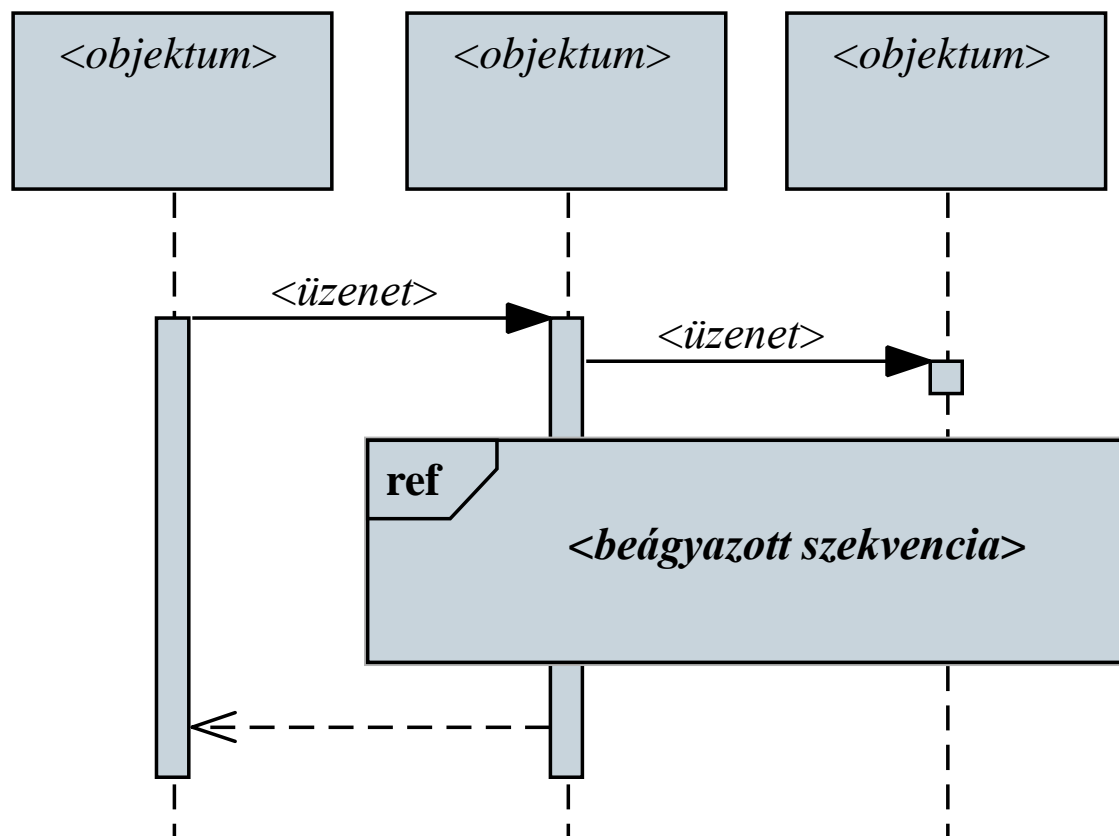 <objektum>
<objektum>
<objektum>
<üzenet>
<üzenet>
ref
<beágyazott szekvencia>